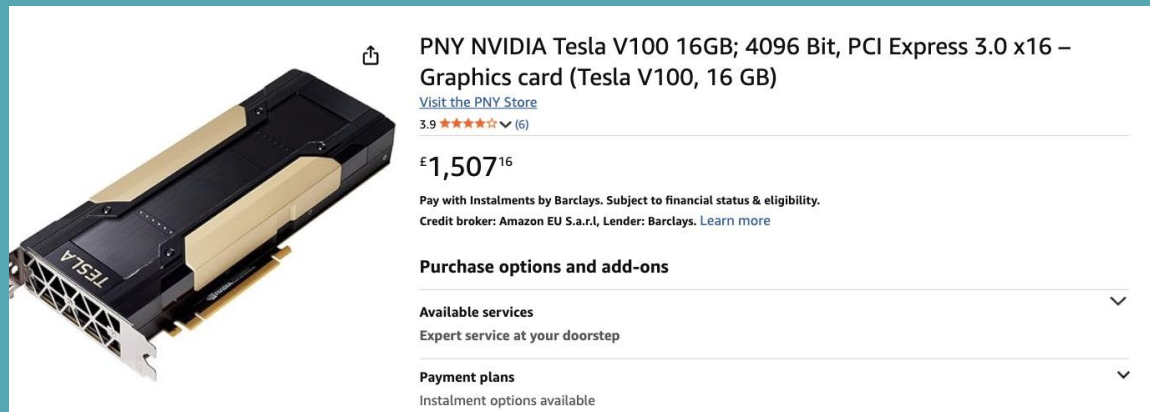 PNY NVIDIA Tesla V100 16GB; 4096 Bit, PCI Express 3.0 x16 –
Graphics card (Tesla V100, 16 GB)
Visit the PNY Store
3.9 (6)
£1,50716
Pay with Instalments by Barclays. Subject to financial status & eligibility.
Credit broker: Amazon EU S.a.r.l, Lender: Barclays. Learn more
Purchase options and add-ons
Available services
Expert service at your doorstep
Payment plans
Instalment options available
TESLA